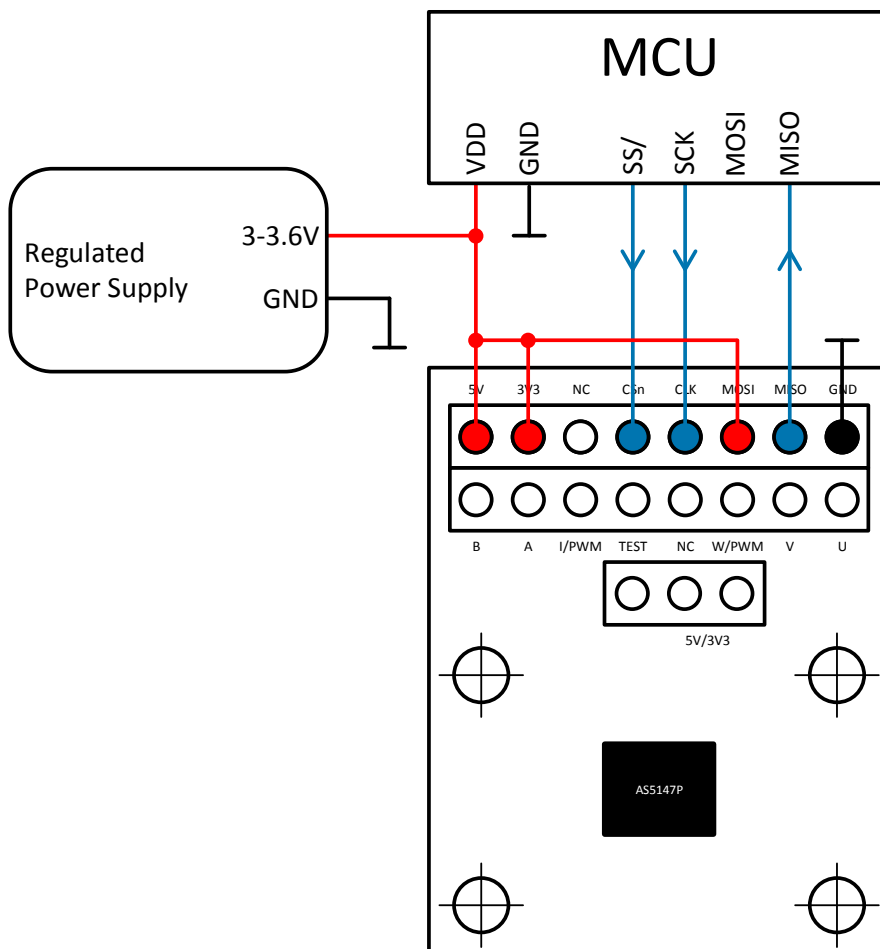 MCU
VDD GND SS/ SCK MOSI MISO
3-3.6V
Regulated
Power Supply
GND
5V 3V3 NC CSn CLK MOSI MISO GND
B A I/PWM TEST NC W/PWM V U
5V/3V3
AS5147P